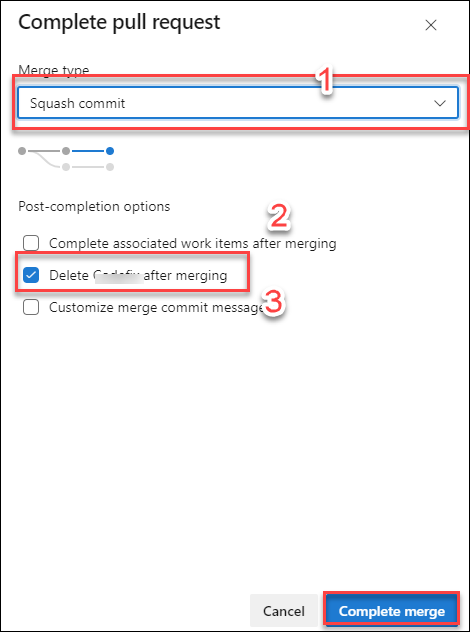 Complete pull request
Merge type
1
Squash commit
Post-completion options
2
Complete associated work items after merging
Delete after merging
Customize merge commit message
3
Cancel
Complete merge